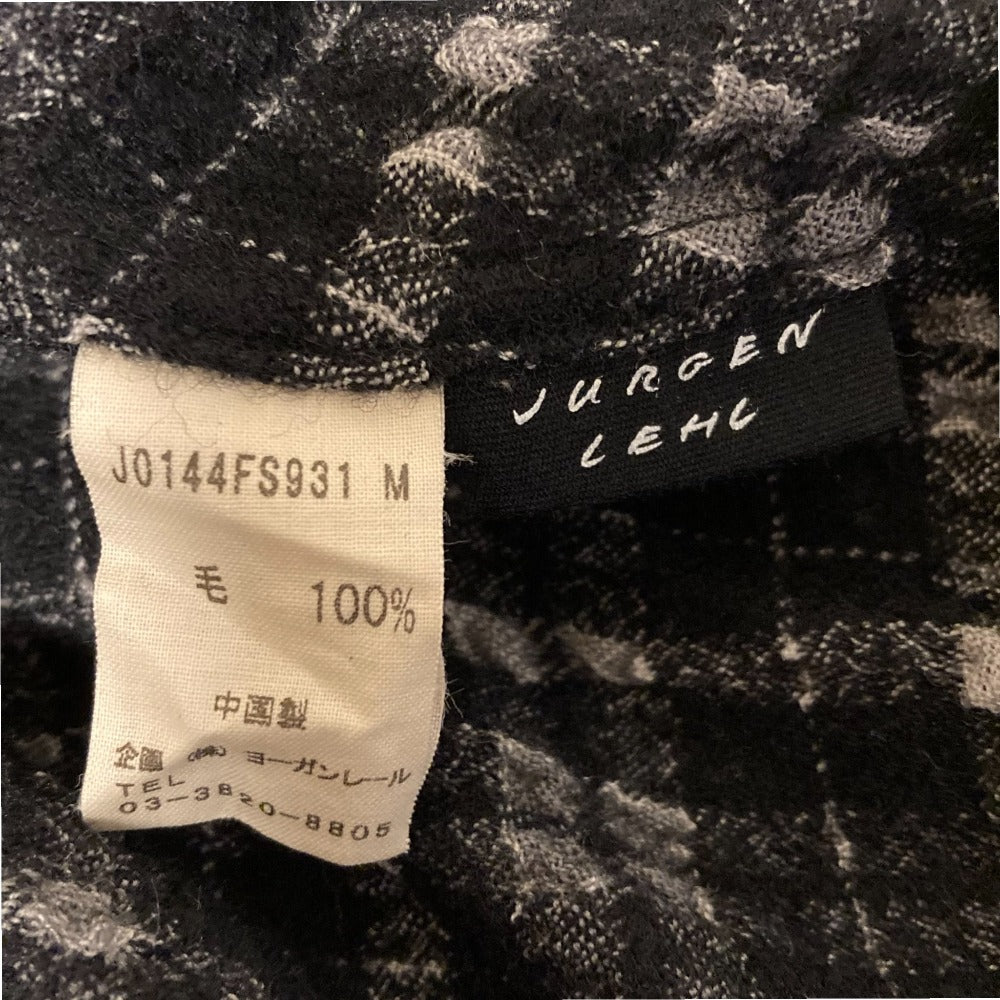 JURGEN
LEHL
J0144FS931 M
毛 100%
中国製
企画 (株) ヨーガンレール
TEL
03-3820-8805